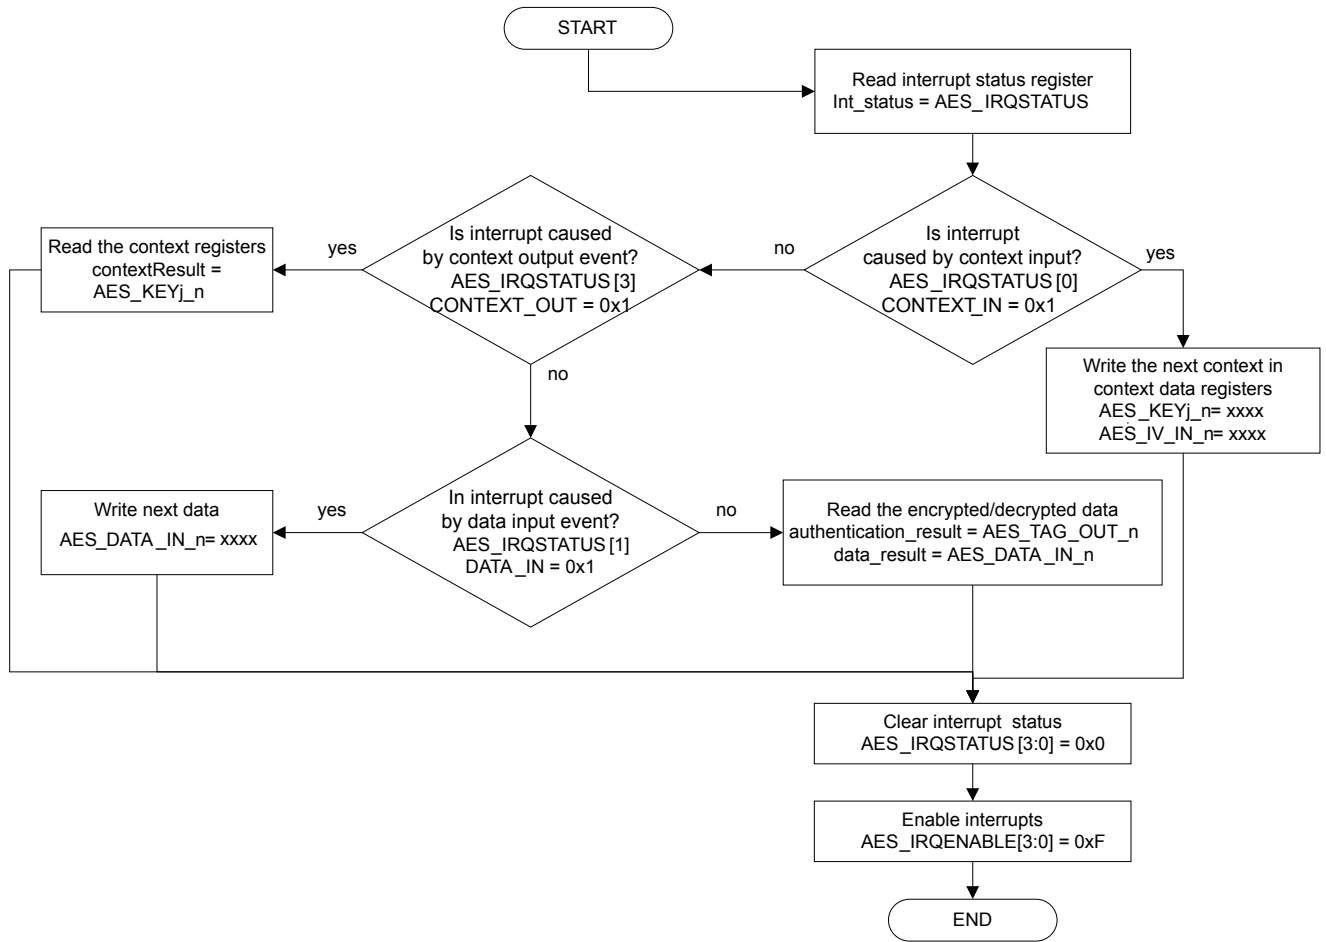 START
Read interrupt status register
Int_status = AES_IRQSTATUS
Is interrupt
caused by context input?
AES_IRQSTATUS[0]
CONTEXT_IN = 0x1
no
yes
Is interrupt caused
by context output event?
AES_IRQSTATUS[3]
CONTEXT_OUT = 0x1
yes
no
Read the context registers
contextResult =
AES_KEYj_n
Write the next context in
context data registers
AES_KEYj_n= xxxx
AES_IV_IN_n= xxxx
In interrupt caused
by data input event?
AES_IRQSTATUS[1]
DATA_IN = 0x1
yes
no
Write next data
AES_DATA_IN_n= xxxx
Read the encrypted/decrypted data
authentication_result = AES_TAG_OUT_n
data_result = AES_DATA_IN_n
Clear interrupt status
AES_IRQSTATUS[3:0] = 0x0
Enable interrupts
AES_IRQENABLE[3:0] = 0xF
END